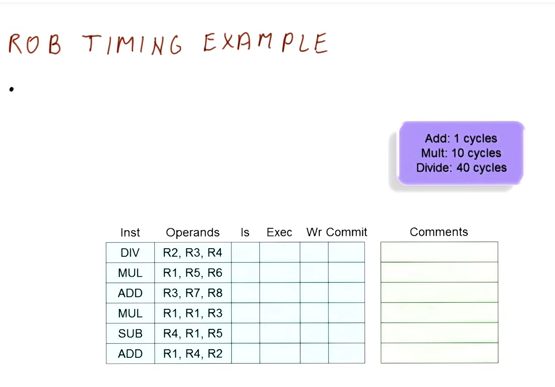 ROB TIMING EXAMPLE
Add: 1 cycles
Mult: 10 cycles
Divide: 40 cycles
Inst Operands Is Exec Wr Commit Comments
DIV R2, R3, R4
MUL R1, R5, R6
ADD R3, R7, R8
MUL R1, R1, R3
SUB R4, R1, R5
ADD R1, R4, R2